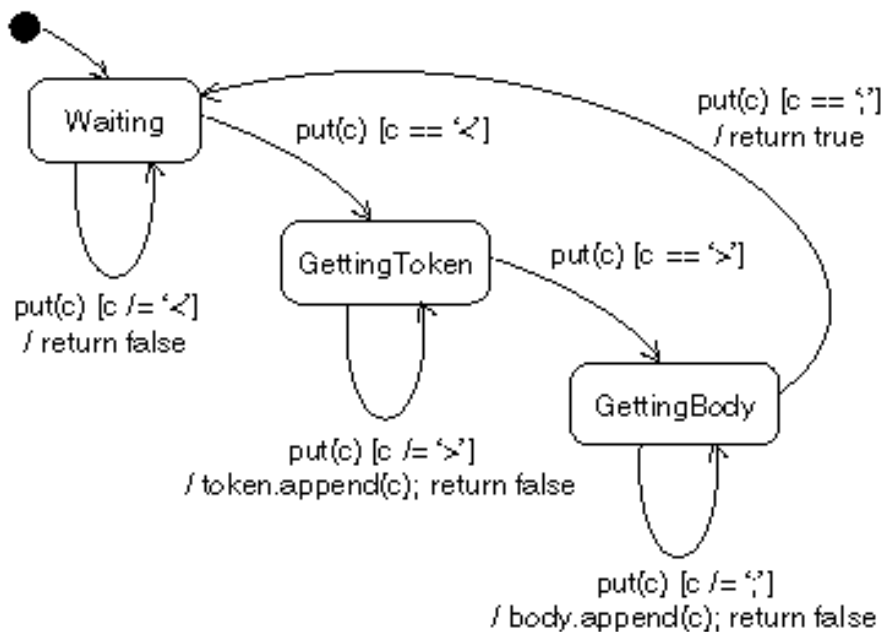 Waiting
put(c) [c == ';']
/ return true
put(c) [c == '<']
GettingToken
put(c) [c == '>']
put(c) [c /= '<']
/ return false
GettingBody
put(c) [c /= '>']
/ token.append(c); return false
put(c) [c /= ';']
/ body.append(c); return false